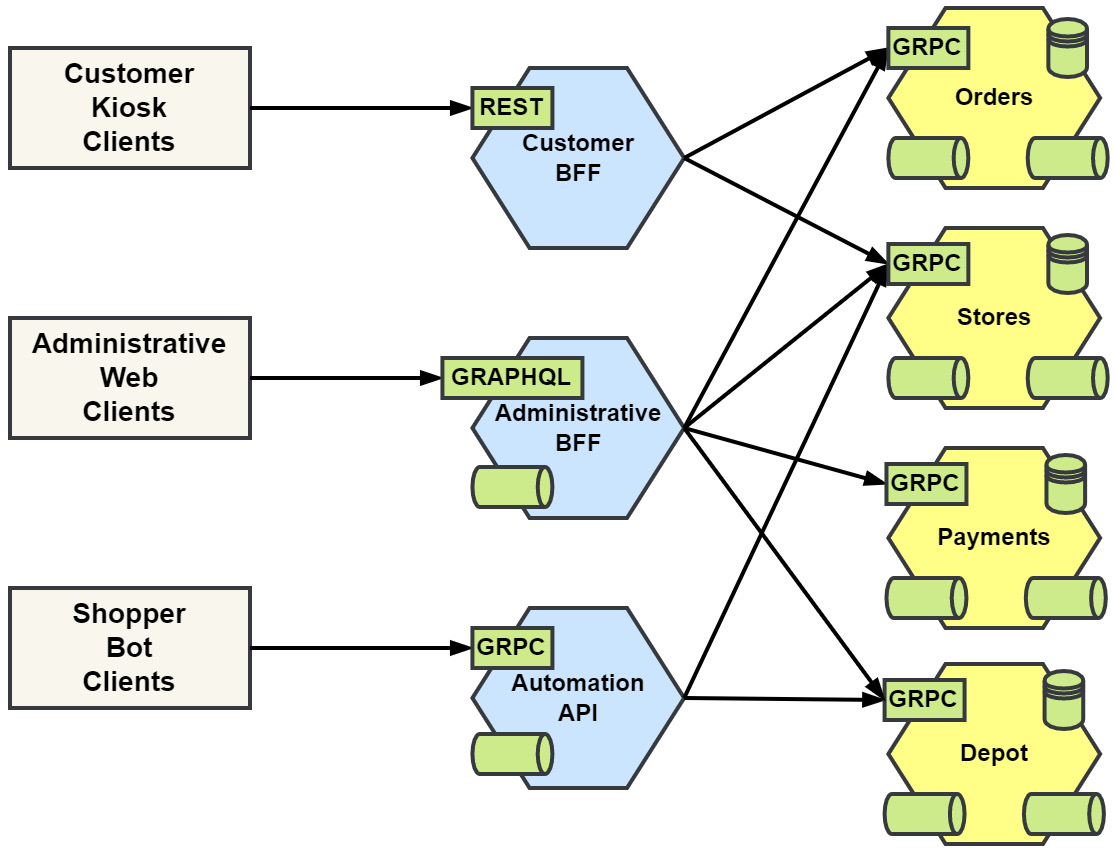 Customer
Kiosk
Clients
REST
Customer
BFF
GRPC
Orders
GRPC
Stores
Administrative
Web
Clients
GRAPHQL
Administrative
BFF
GRPC
Payments
Shopper
Bot
Clients
GRPC
Automation
API
GRPC
Depot